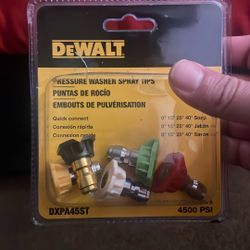 DEWALT
PRESSURE WASHER SPRAY TIPS
PUNTAS DE ROCÍO
EMBOUTS DE PULVÉRISATION
Quick connect
Conexión rápida
Connexion rapide
0° 15° 25° 40° Soap
0° 15° 25° 40° Jabón
0° 15° 25° 40° Savon
DXPA45ST
4500 PSI